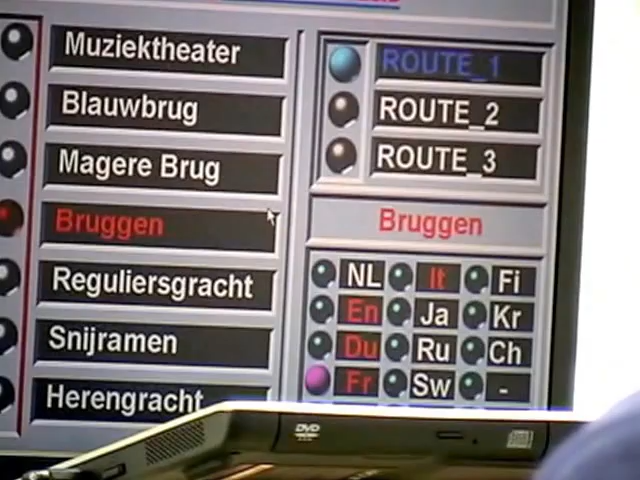 Muziektheater
Blauwbrug
Magere Brug
Bruggen
Reguliersgracht
Snijramen
Herengracht
ROUTE_1
ROUTE_2
ROUTE_3
Bruggen
NL It Fi
En Ja Kr
Du Ru Ch
Fr Sw -
DVD